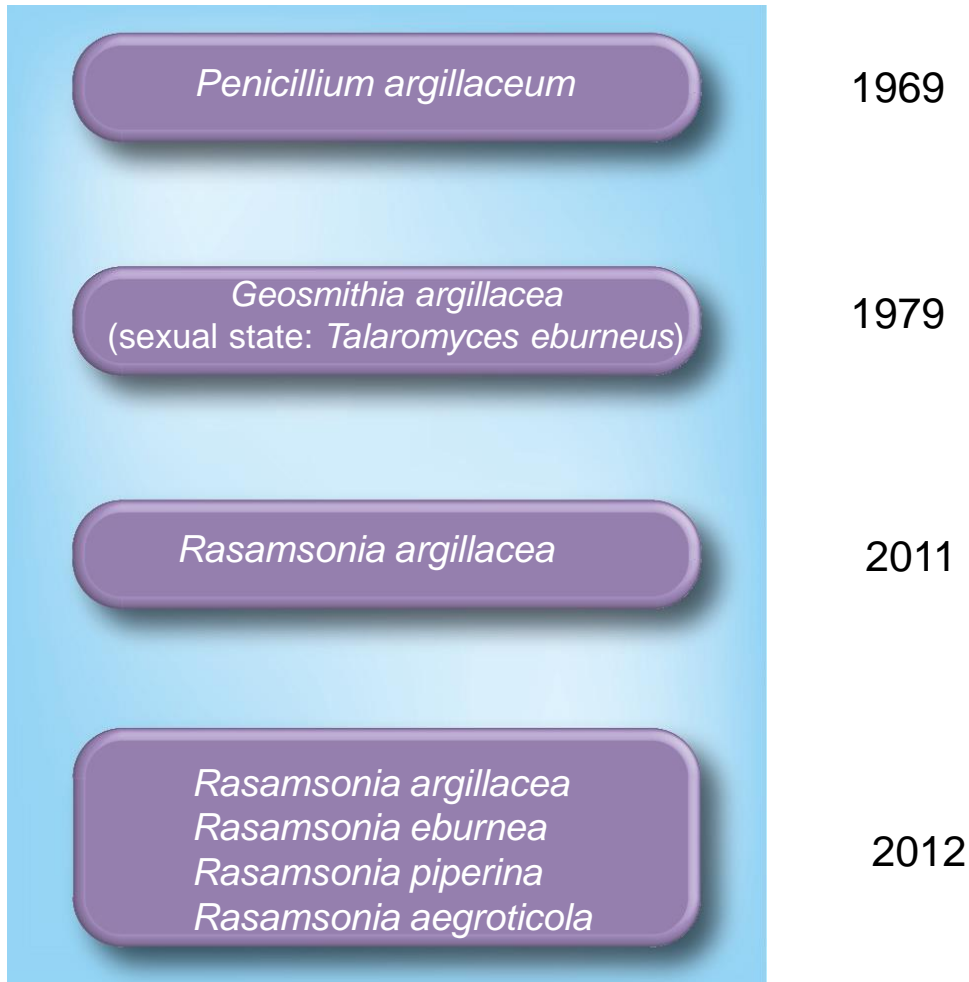 Penicillium argillaceum
1969
Geosmithia argillacea
(sexual state: Talaromyces eburneus)
1979
Rasamsonia argillacea
2011
Rasamsonia argillacea
Rasamsonia eburnea
Rasamsonia piperina
Rasamsonia aegroticola
2012